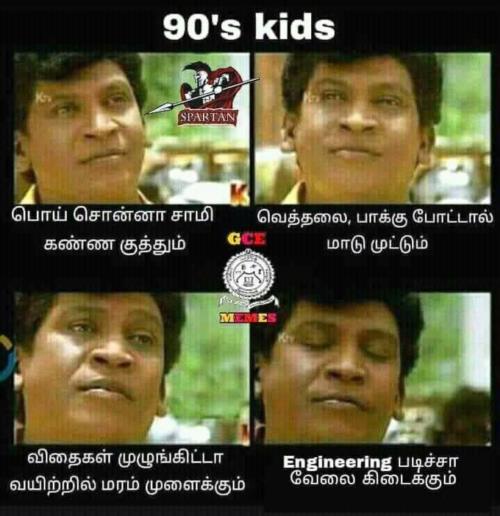 90's kids
SPARTAN
பொய் சொன்னா சாமி
கண்ண குத்தும்
வெத்தலை, பாக்கு போட்டால்
மாடு முட்டும்
GCE
MEMES
விதைகள் முழுங்கிட்டா
வயிற்றில் மரம் முளைக்கும்
Engineering படிச்சா
வேலை கிடைக்கும்